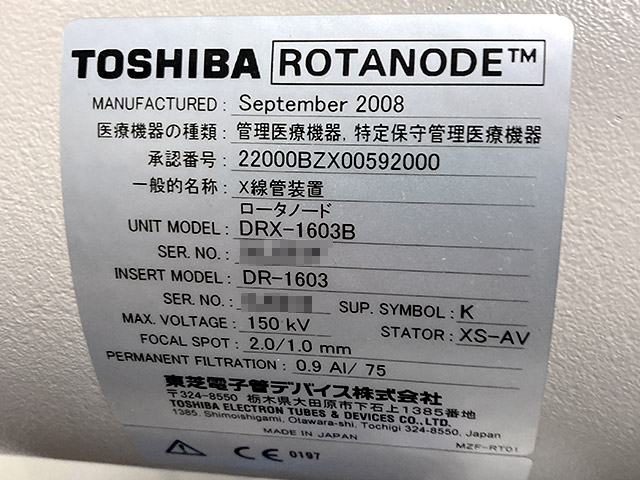 TOSHIBA ROTANODE™
MANUFACTURED : September 2008
医療機器の種類 : 管理医療機器, 特定保守管理医療機器
承認番号 : 22000BZX00592000
一般的名称 : X線管装置
ロータノード
UNIT MODEL : DRX-1603B
SER. NO. :
INSERT MODEL : DR-1603
SER. NO. : SUP. SYMBOL : K
MAX. VOLTAGE : 150 kV STATOR : XS-AV
FOCAL SPOT : 2.0/1.0 mm
PERMANENT FILTRATION : 0.9 Al/ 75
東芝電子管デバイス株式会社
〒324-8550 栃木県大田原市下石上1385番地
TOSHIBA ELECTRON TUBES & DEVICES CO., LTD.
1385. Shimoishigami, Otawara-shi, Tochigi 324-8550, Japan
MADE IN JAPAN MZF-RT01
CE 0197